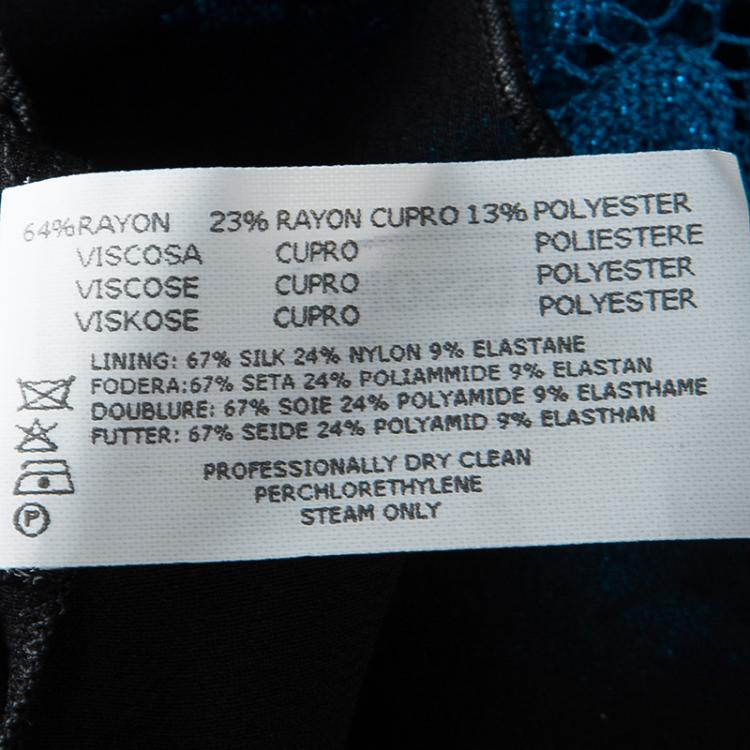 64% RAYON 23% RAYON CUPRO 13% POLYESTER
VISCOSA CUPRO POLIESTERE
VISCOSE CUPRO POLYESTER
VISKOSE CUPRO POLYESTER
LINING: 67% SILK 24% NYLON 9% ELASTANE
FODERA:67% SETA 24% POLIAMMIDE 9% ELASTAN
DOUBLURE: 67% SOIE 24% POLYAMIDE 9% ELASTHAME
FUTTER: 67% SEIDE 24% POLYAMID 9% ELASTHAN
PROFESSIONALLY DRY CLEAN
PERCHLORETHYLENE
STEAM ONLY
P